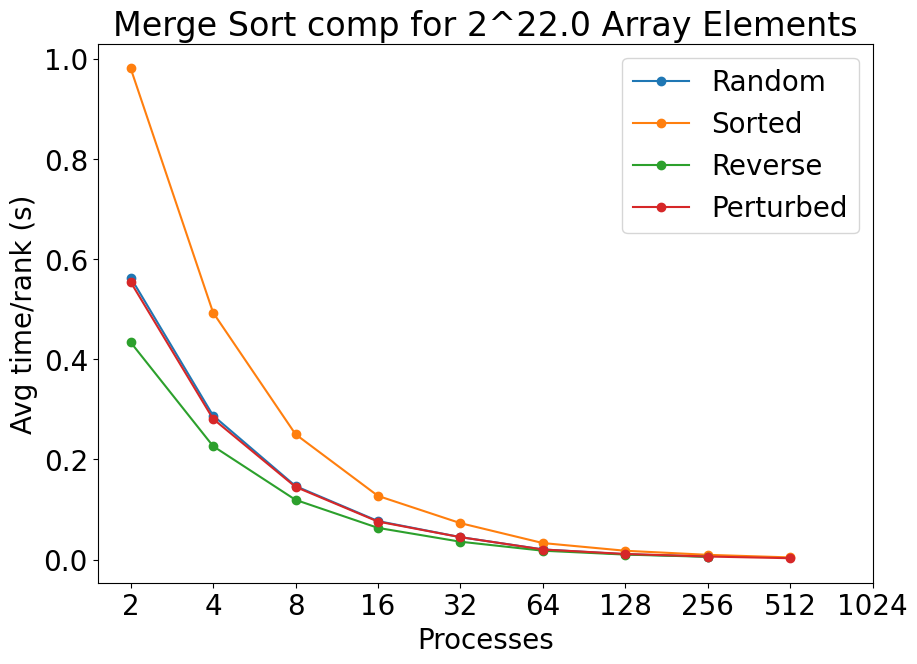 Merge Sort comp for 2^22.0 Array Elements
Avg time/rank (s)
1.0
0.8
0.6
0.4
0.2
0.0
Random
Sorted
Reverse
Perturbed
2 4 8 16 32 64 128 256 512 1024
Processes